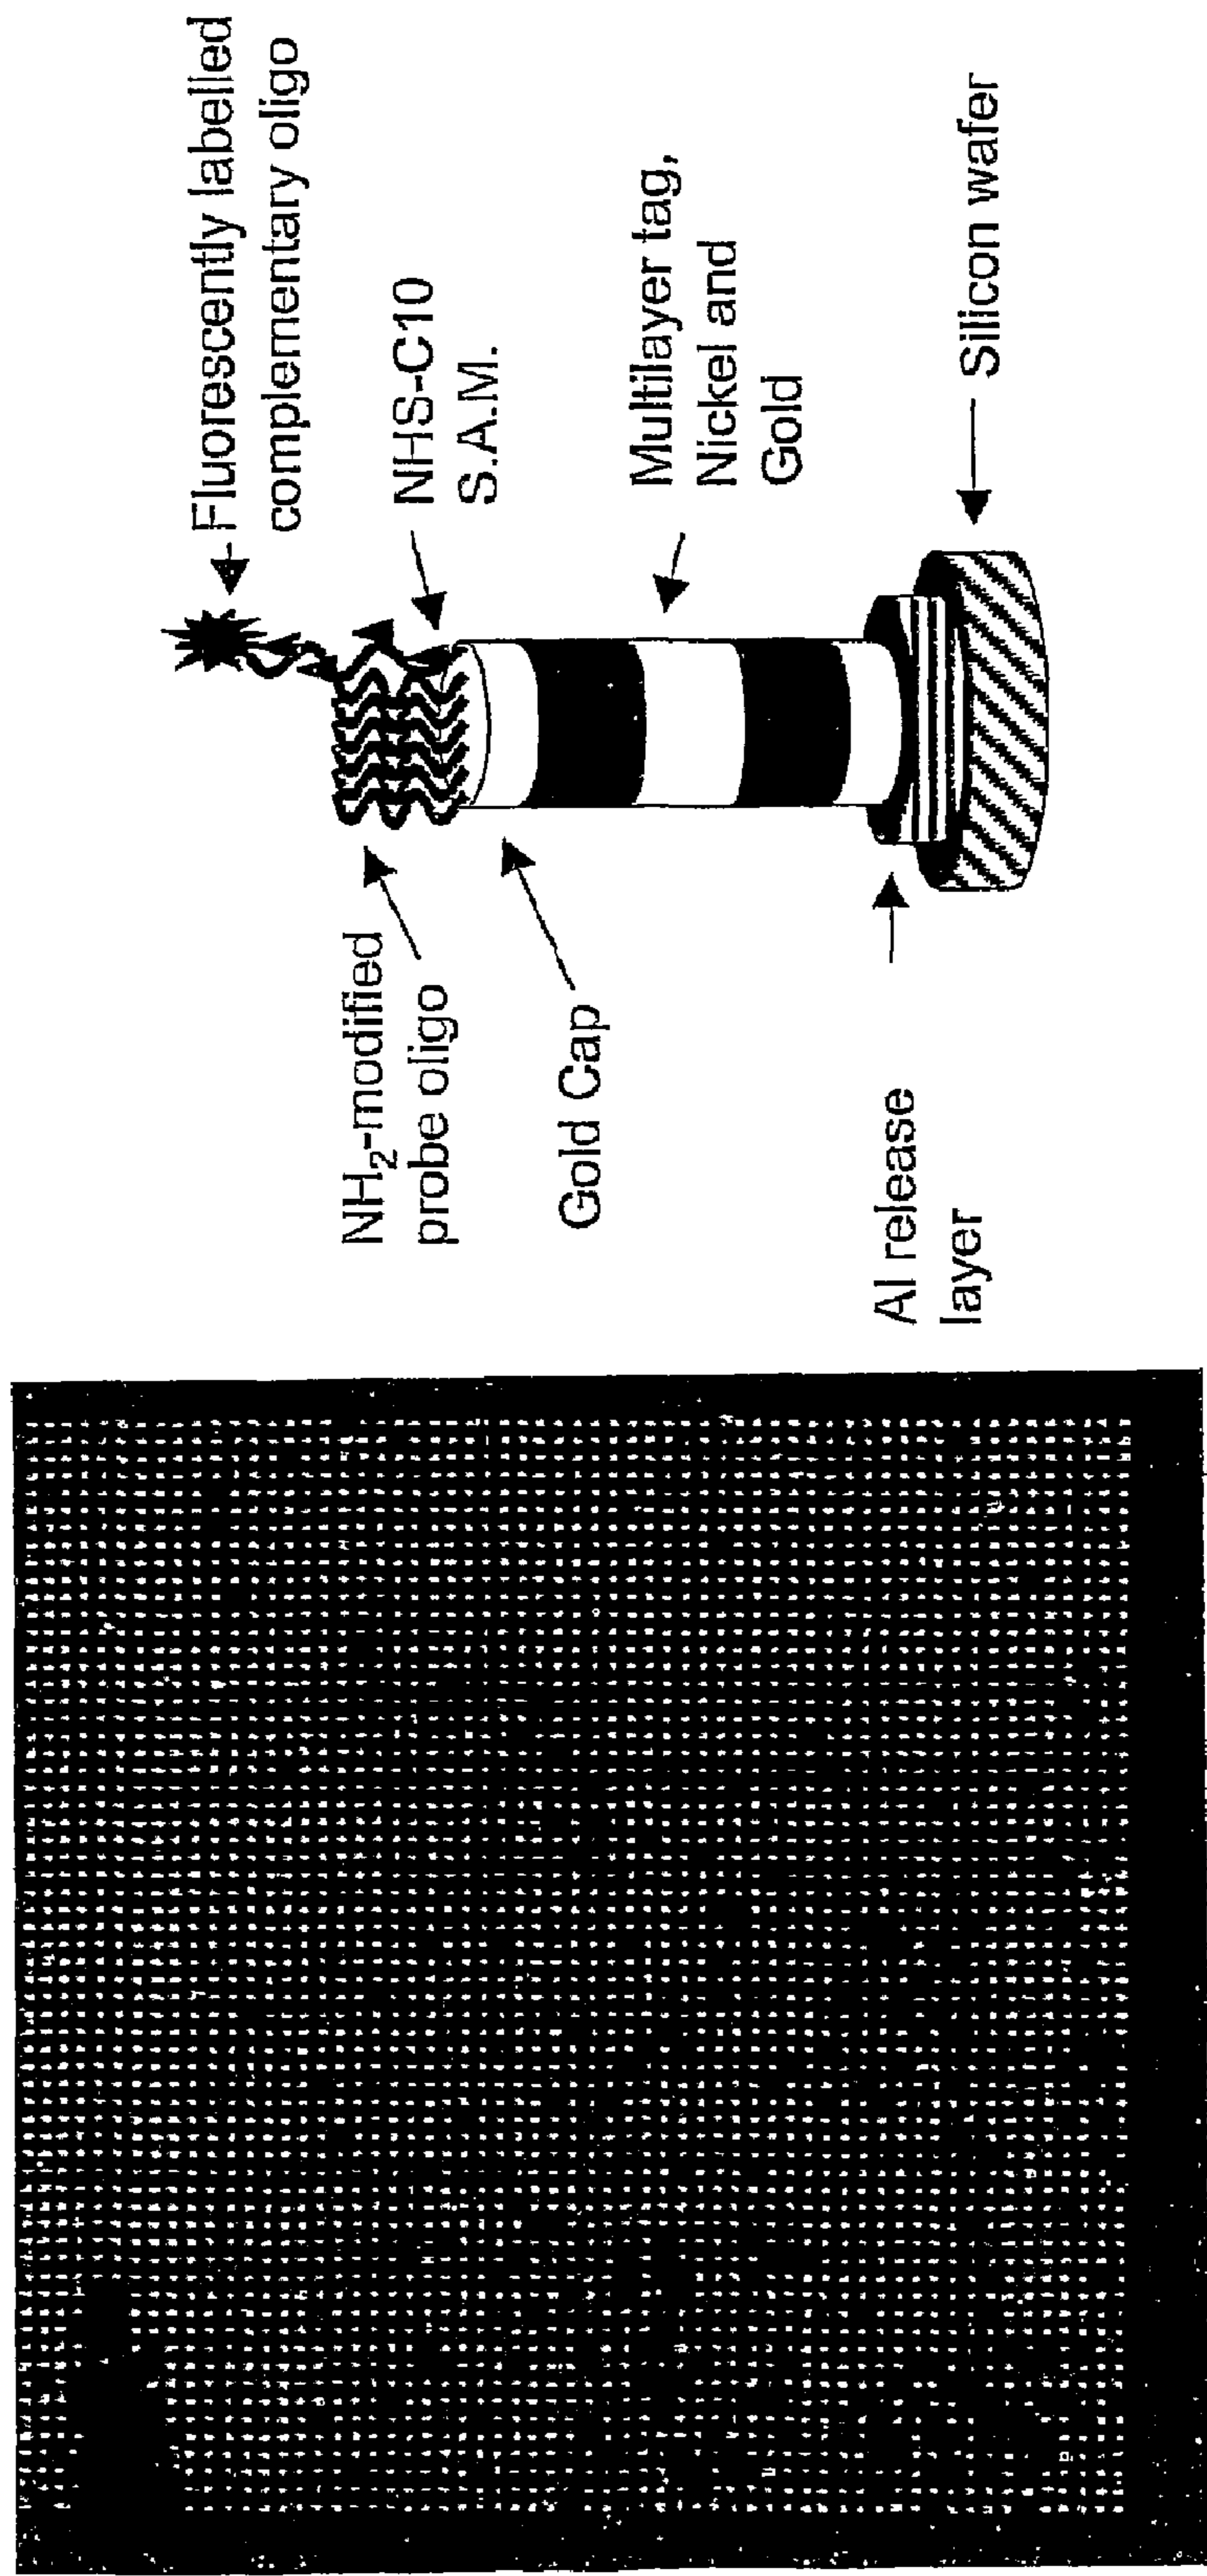 Fluorescently labelled
complementary oligo
NH₂-modified
probe oligo
NHS-C10
S.A.M.
Gold Cap
Multilayer tag,
Nickel and
Gold
Al release
layer
Silicon wafer